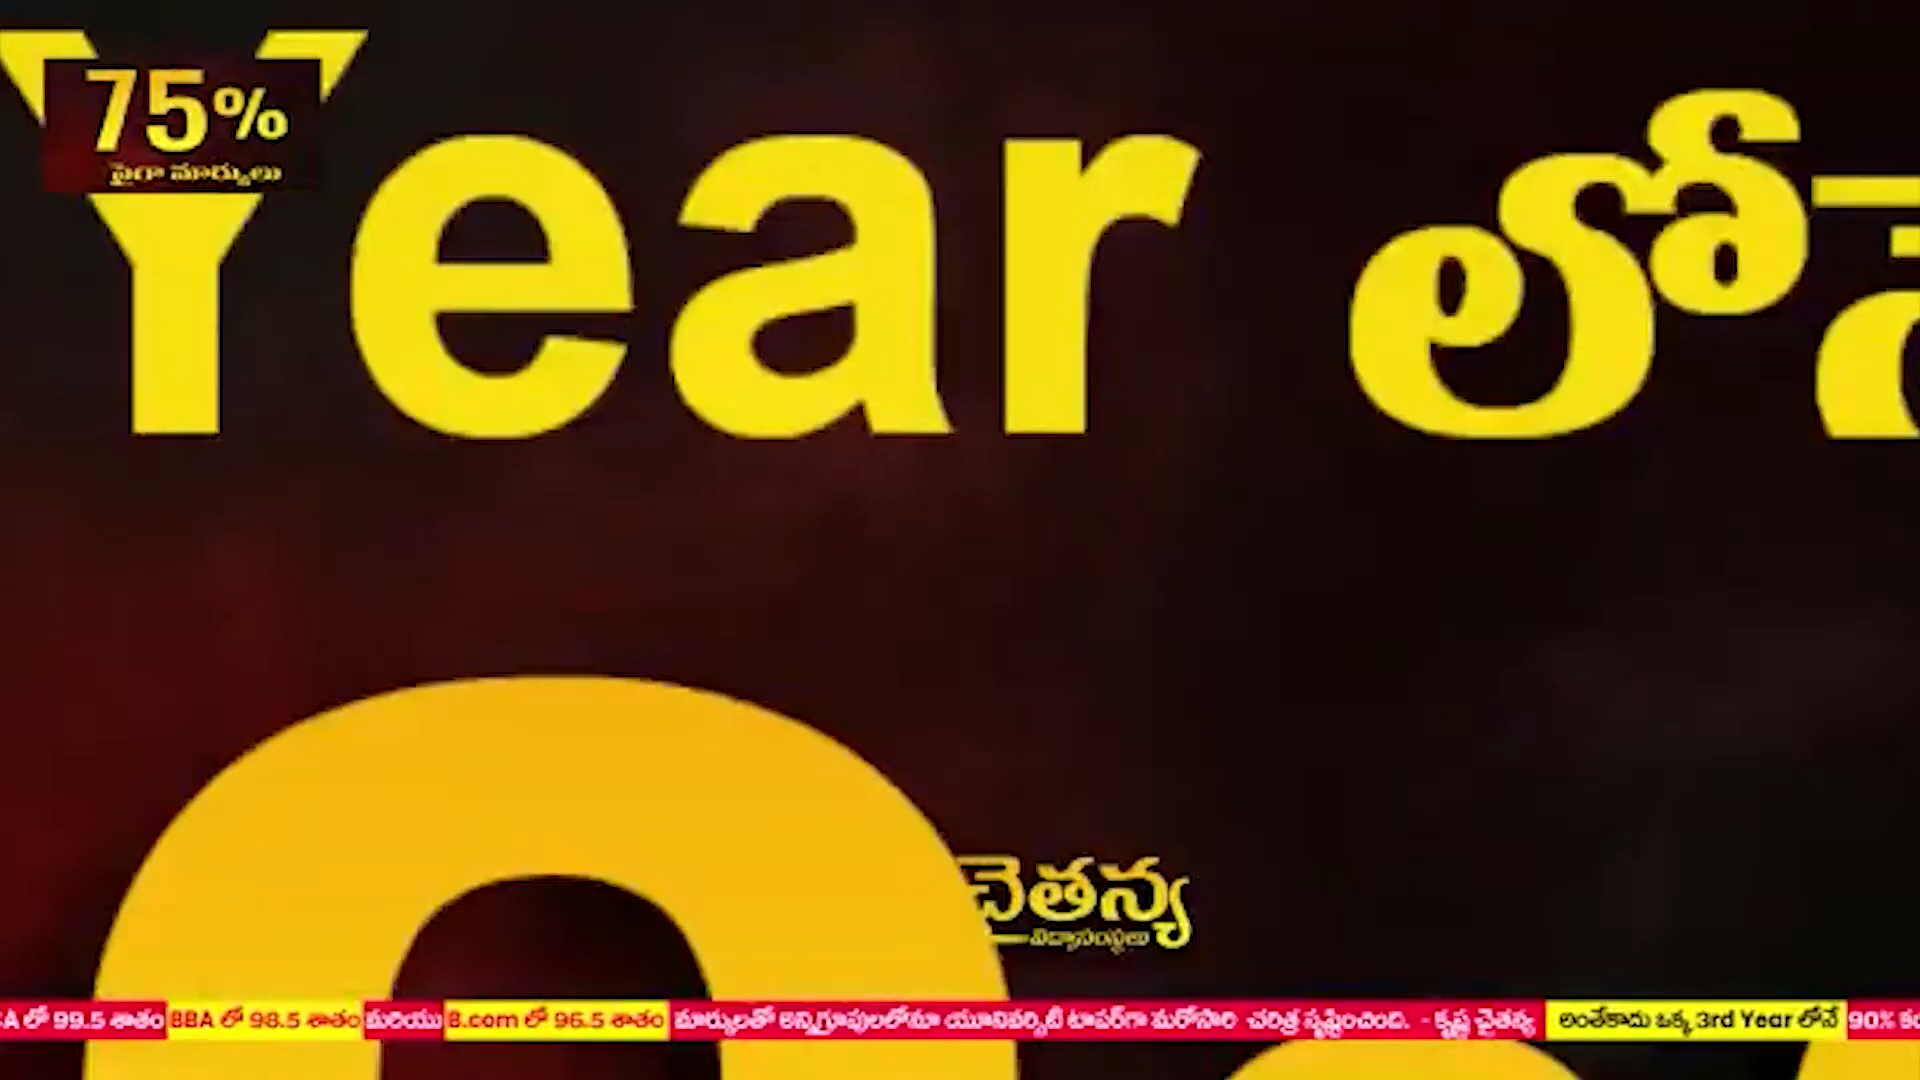 75%
పైగా మార్కులు
Year లోనే
చైతన్య
విద్యాసంస్థలు
లో 99.5 శాతం BBA లో 98.5 శాతం మరియు B.com లో 96.5 శాతం మార్కులతో అన్నిగ్రూపులలోనూ యూనివర్సిటీ టాపర్‌గా మరోసారి చరిత్ర సృష్టించింది. - కృష్ణ చైతన్య అంతేకాదు ఒక్క 3rd Year లోనే 90%